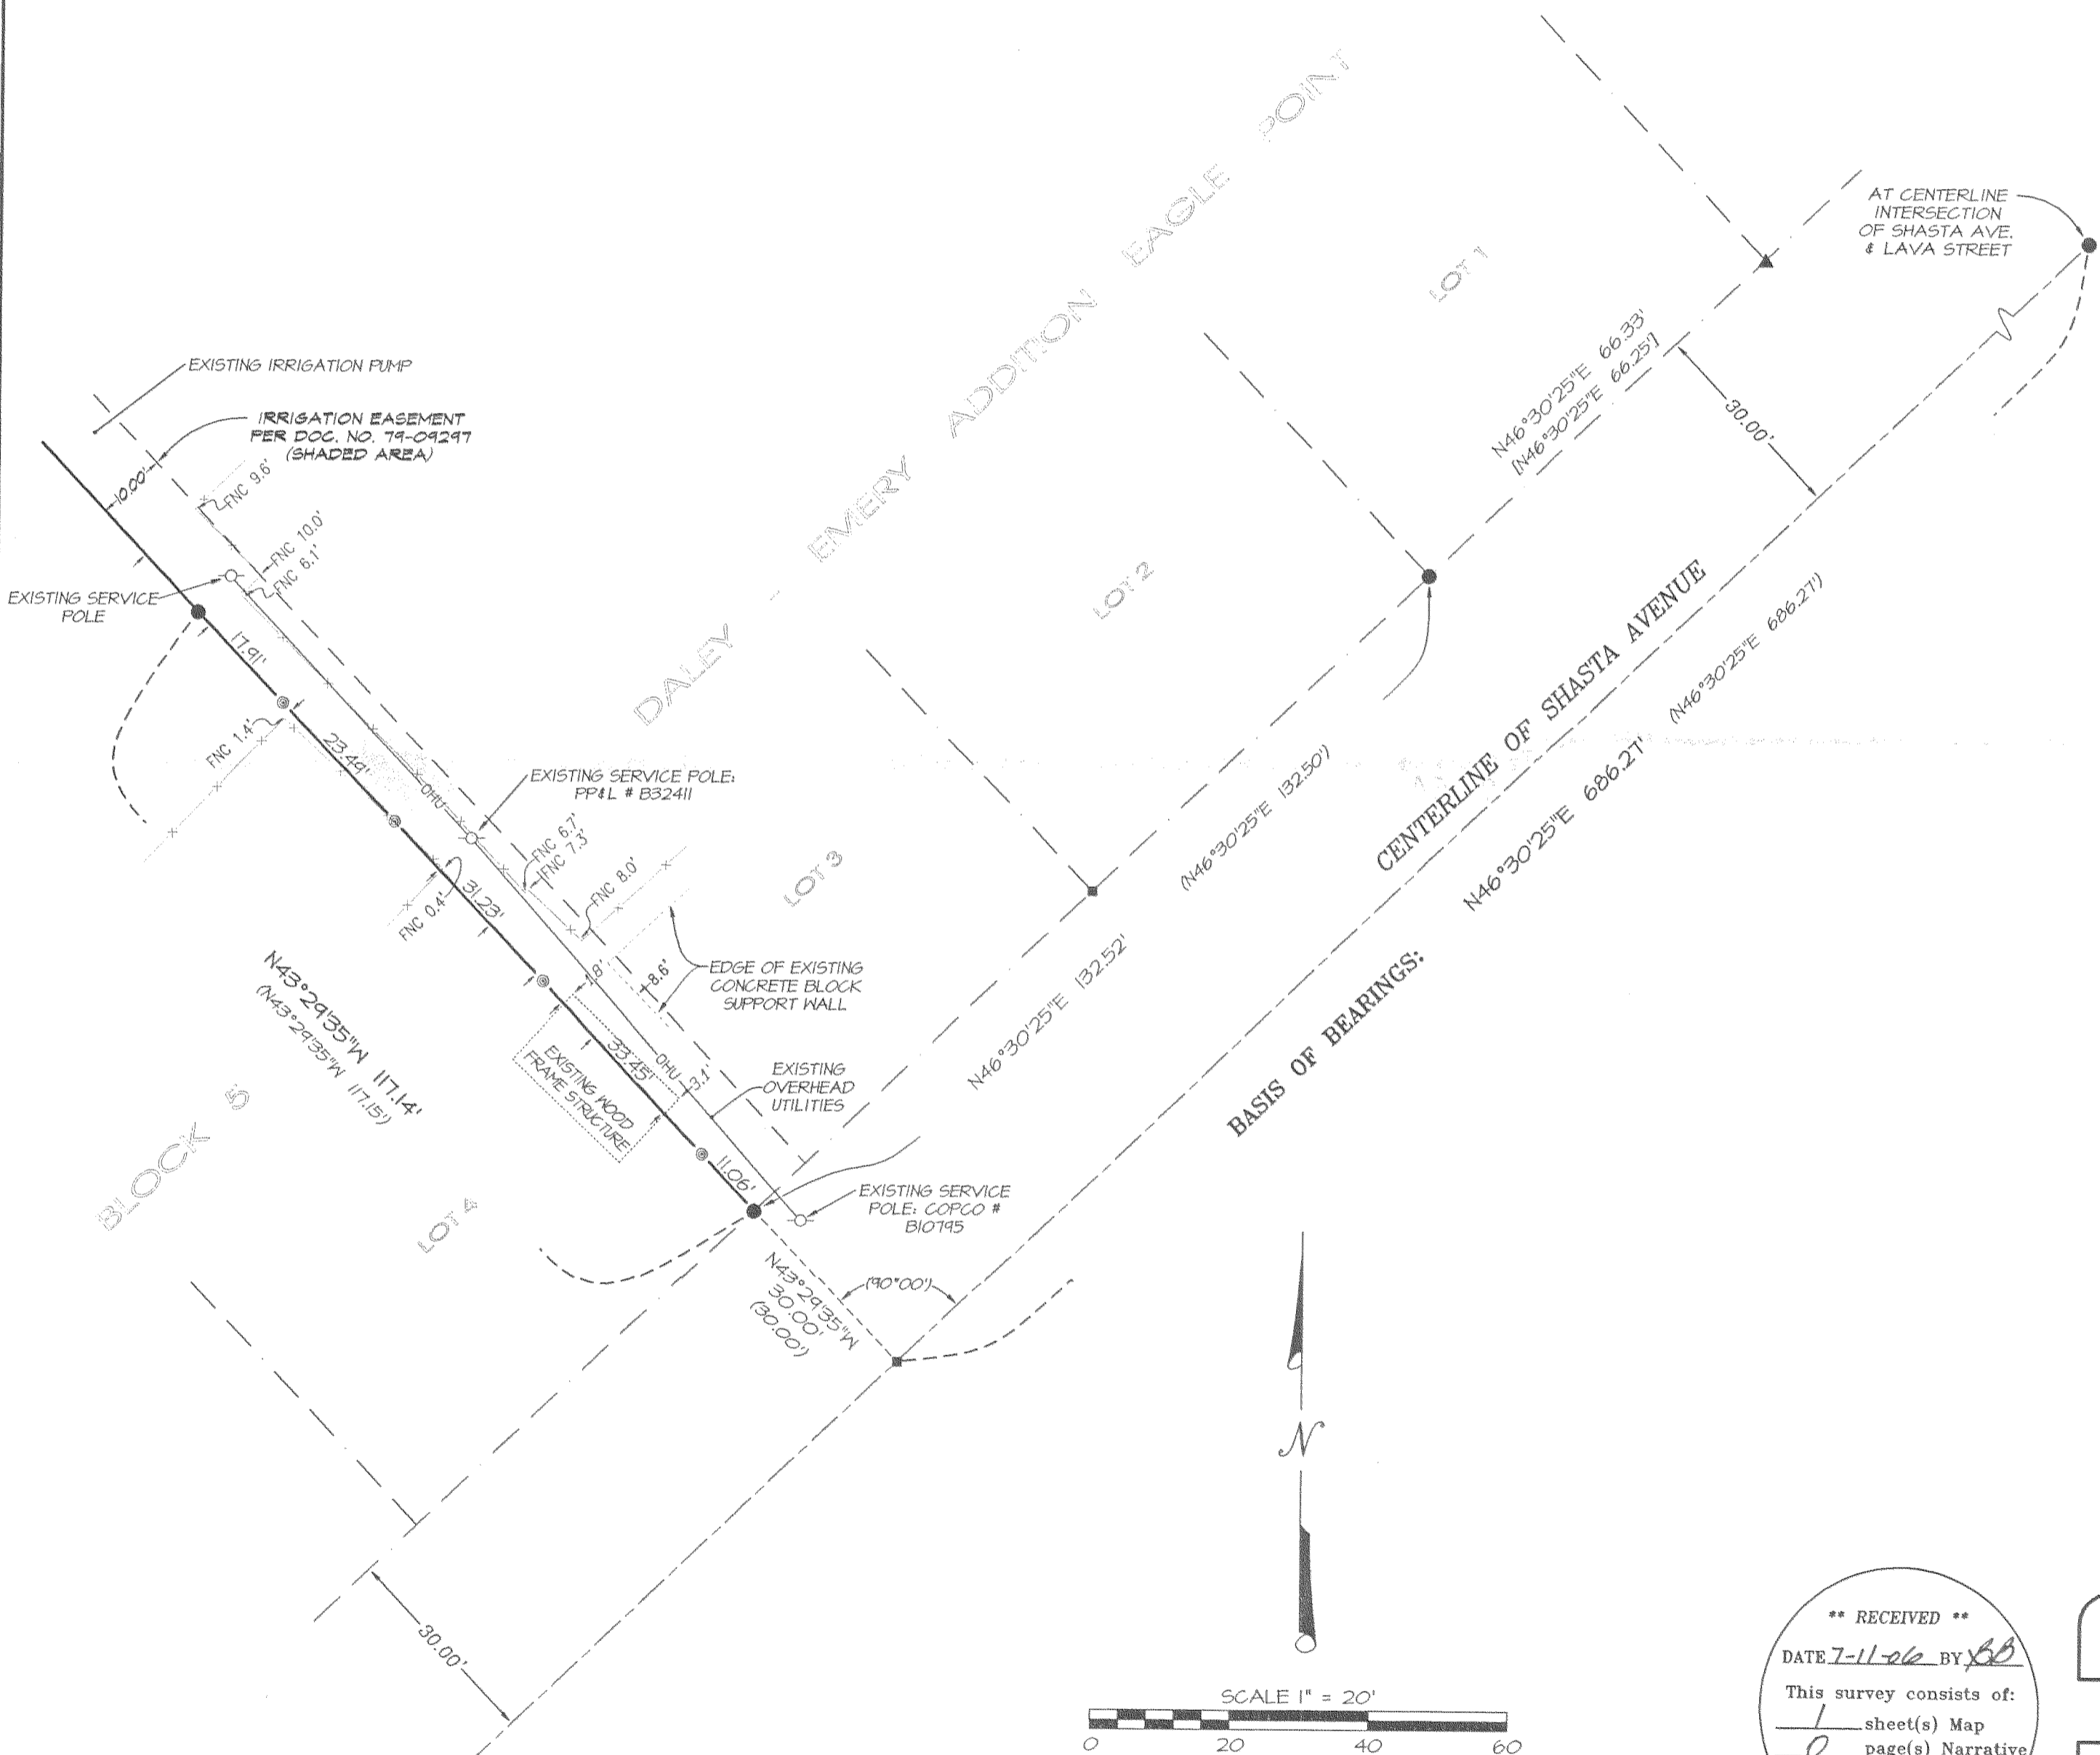 AT CENTERLINE
INTERSECTION
OF SHASTA AVE.
& LAVA STREET
EXISTING IRRIGATION PUMP
IRRIGATION EASEMENT
PER DOC. NO. 79-09297
(SHADED AREA)
10.00'
FNC 9.6'
FNC 10.0'
FNC 6.1'
EXISTING SERVICE
POLE
17.91'
FNC 1.4'
23.49'
OHU
EXISTING SERVICE POLE:
PP&L # B32411
FNC 6.7'
FNC 7.3'
FNC 8.0'
FNC 0.4'
31.23'
8.6'
EDGE OF EXISTING
CONCRETE BLOCK
SUPPORT WALL
33.45'
OHU
3.1'
EXISTING WOOD
FRAME STRUCTURE
EXISTING
OVERHEAD
UTILITIES
11.06'
EXISTING SERVICE
POLE: COPCO #
B10795
N43°29'35"W 117.14'
(N43°29'35"W 117.15')
BLOCK 5
LOT 4
LOT 3
LOT 2
LOT 1
DALEY - EMERY ADDITION EAGLE POINT
N46°30'25"E 66.33'
[N46°30'25"E 66.25']
30.00'
(N46°30'25"E 132.50')
N46°30'25"E 132.52'
CENTERLINE OF SHASTA AVENUE
(N46°30'25"E 686.27')
BASIS OF BEARINGS: N46°30'25"E 686.27'
N43°29'35"W
30.00'
(30.00')
(90°00')
30.00'
N
SCALE 1" = 20'
0 20 40 60
** RECEIVED **
DATE 7-11-06 BY BB
This survey consists of:
1 sheet(s) Map
0 page(s) Narrative